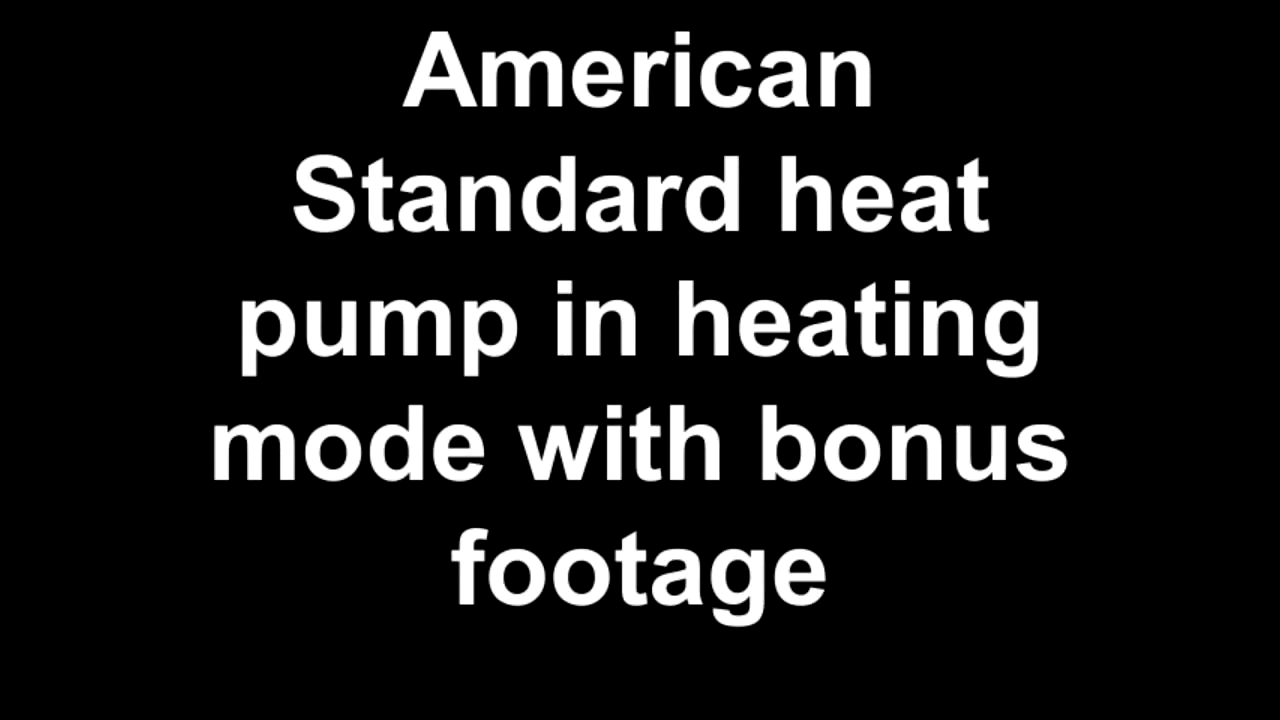 American
Standard heat
pump in heating
mode with bonus
footage